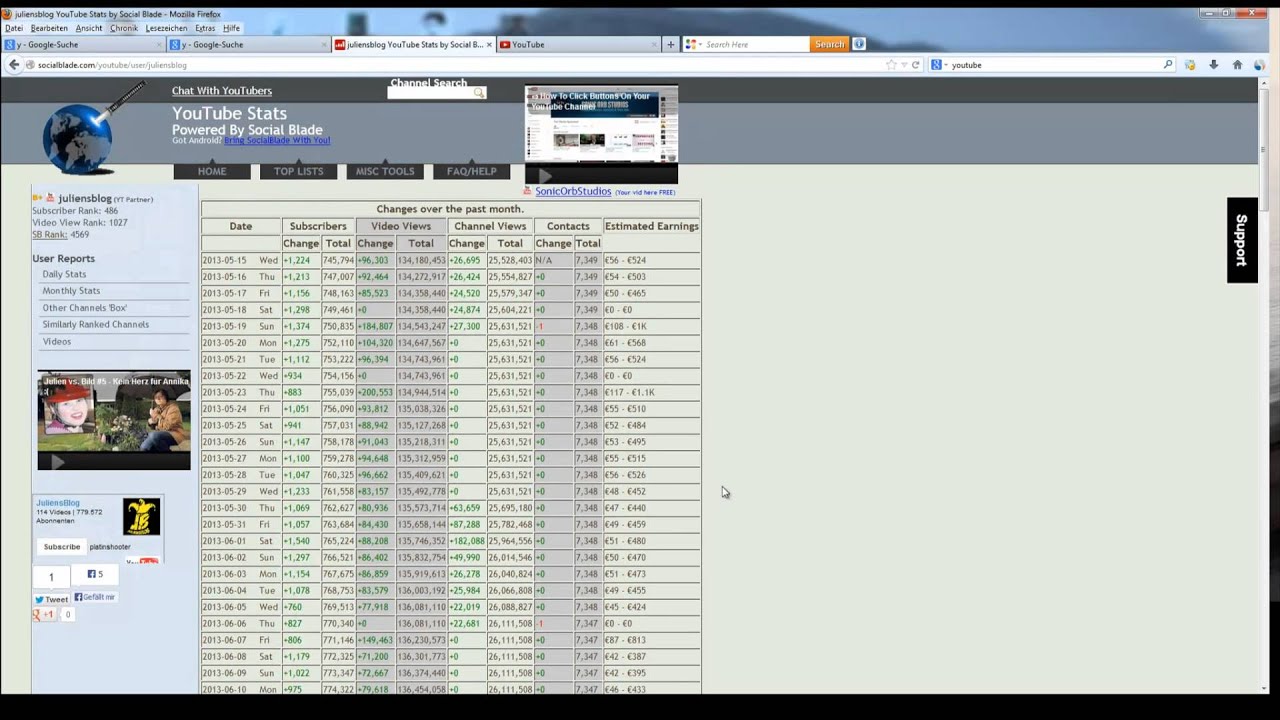 juliensblog YouTube Stats by Social Blade - Mozilla Firefox
Datei Bearbeiten Ansicht Chronik Lesezeichen Extras Hilfe
y - Google-Suche × y - Google-Suche × juliensblog YouTube Stats by Social B... × YouTube × + Search Here Search
socialblade.com/youtube/user/juliensblog youtube
Chat With YouTubers
Channel Search
YouTube Stats
Powered By Social Blade
Got Android? Bring SocialBlade With You!
How To Click Buttons On Your
YouTube Channel
HOME TOP LISTS MISC TOOLS FAQ/HELP
SonicOrbStudios (Your vid here FREE)
juliensblog (YT Partner)
Subscriber Rank: 486
Video View Rank: 1027
SB Rank: 4569
User Reports
Daily Stats
Monthly Stats
Other Channels 'Box'
Similarly Ranked Channels
Videos
Julien vs. Bild #5 - Kein Herz für Annika
:(
JuliensBlog
114 Videos | 779.572
Abonnenten
Subscribe platinshooter
1
5
Tweet Gefällt mir
+1 0
Changes over the past month.
Date Subscribers Video Views Channel Views Contacts Estimated Earnings
Change Total Change Total Change Total Change Total
2013-05-15 Wed +1,224 745,794 +96,303 134,180,453 +26,695 25,528,403 N/A 7,349 €56 - €524
2013-05-16 Thu +1,213 747,007 +92,464 134,272,917 +26,424 25,554,827 +0 7,349 €54 - €503
2013-05-17 Fri +1,156 748,163 +85,523 134,358,440 +24,520 25,579,347 +0 7,349 €50 - €465
2013-05-18 Sat +1,298 749,461 +0 134,358,440 +24,874 25,604,221 +0 7,349 €0 - €0
2013-05-19 Sun +1,374 750,835 +184,807 134,543,247 +27,300 25,631,521 -1 7,348 €108 - €1K
2013-05-20 Mon +1,275 752,110 +104,320 134,647,567 +0 25,631,521 +0 7,348 €61 - €568
2013-05-21 Tue +1,112 753,222 +96,394 134,743,961 +0 25,631,521 +0 7,348 €56 - €524
2013-05-22 Wed +934 754,156 +0 134,743,961 +0 25,631,521 +0 7,348 €0 - €0
2013-05-23 Thu +883 755,039 +200,553 134,944,514 +0 25,631,521 +0 7,348 €117 - €1.1K
2013-05-24 Fri +1,051 756,090 +93,812 135,038,326 +0 25,631,521 +0 7,348 €55 - €510
2013-05-25 Sat +941 757,031 +88,942 135,127,268 +0 25,631,521 +0 7,348 €52 - €484
2013-05-26 Sun +1,147 758,178 +91,043 135,218,311 +0 25,631,521 +0 7,348 €53 - €495
2013-05-27 Mon +1,100 759,278 +94,648 135,312,959 +0 25,631,521 +0 7,348 €55 - €515
2013-05-28 Tue +1,047 760,325 +96,662 135,409,621 +0 25,631,521 +0 7,348 €56 - €526
2013-05-29 Wed +1,233 761,558 +83,157 135,492,778 +0 25,631,521 +0 7,348 €48 - €452
2013-05-30 Thu +1,069 762,627 +80,936 135,573,714 +63,659 25,695,180 +0 7,348 €47 - €440
2013-05-31 Fri +1,057 763,684 +84,430 135,658,144 +87,288 25,782,468 +0 7,348 €49 - €459
2013-06-01 Sat +1,540 765,224 +88,208 135,746,352 +182,088 25,964,556 +0 7,348 €51 - €480
2013-06-02 Sun +1,297 766,521 +86,402 135,832,754 +49,990 26,014,546 +0 7,348 €50 - €470
2013-06-03 Mon +1,154 767,675 +86,859 135,919,613 +26,278 26,040,824 +0 7,348 €51 - €473
2013-06-04 Tue +1,078 768,753 +83,579 136,003,192 +25,984 26,066,808 +0 7,348 €49 - €455
2013-06-05 Wed +760 769,513 +77,918 136,081,110 +22,019 26,088,827 +0 7,348 €45 - €424
2013-06-06 Thu +827 770,340 +0 136,081,110 +22,681 26,111,508 -1 7,347 €0 - €0
2013-06-07 Fri +806 771,146 +149,463 136,230,573 +0 26,111,508 +0 7,347 €87 - €813
2013-06-08 Sat +1,179 772,325 +71,200 136,301,773 +0 26,111,508 +0 7,347 €42 - €387
2013-06-09 Sun +1,022 773,347 +72,667 136,374,440 +0 26,111,508 +0 7,347 €42 - €395
2013-06-10 Mon +975 774,322 +79,618 136,454,058 +0 26,111,508 +0 7,347 €46 - €433
Support